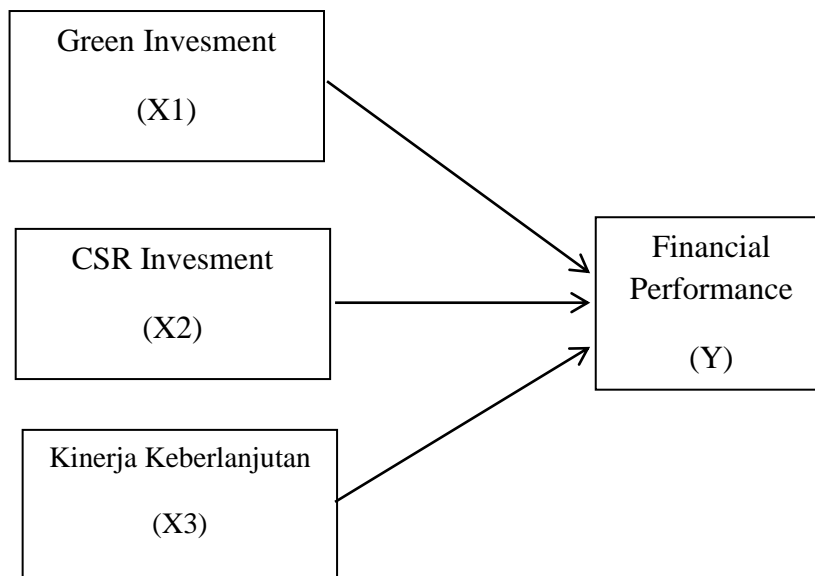 Green Invesment
(X1)
CSR Invesment
(X2)
Kinerja Keberlanjutan
(X3)
Financial
Performance
(Y)